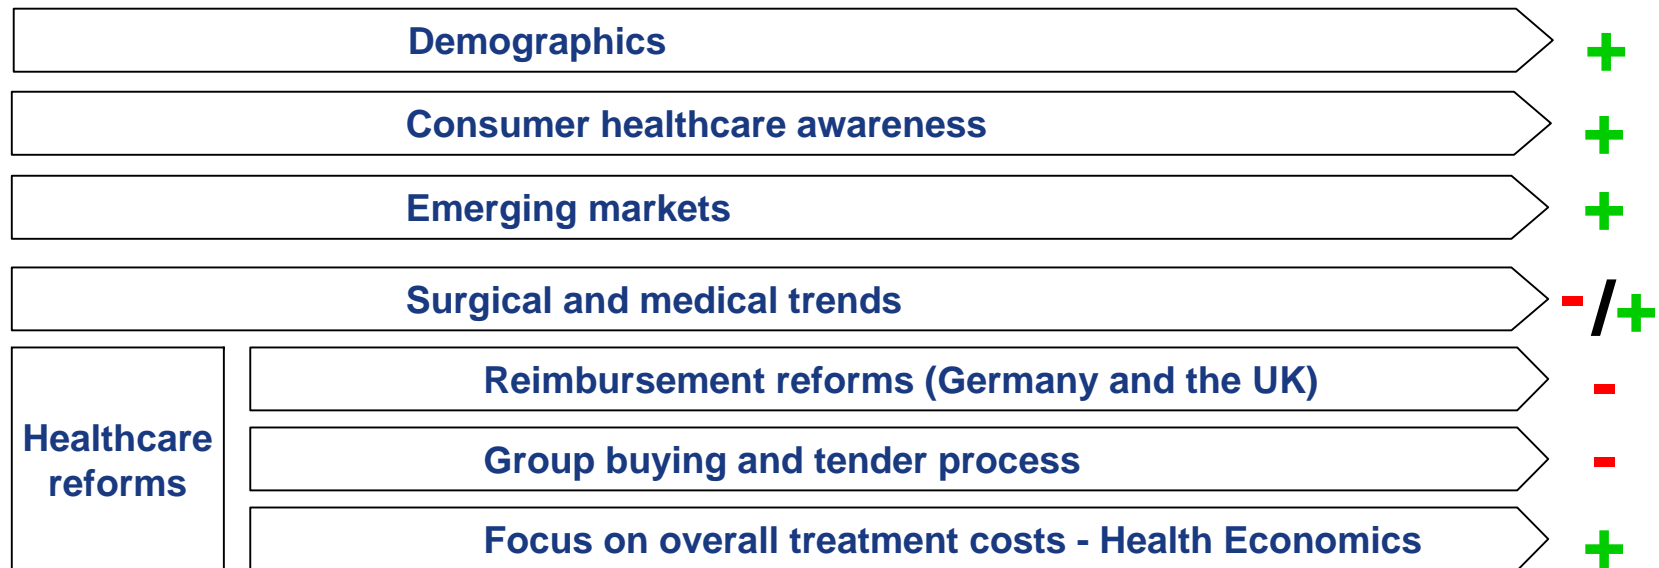 Demographics +
Consumer healthcare awareness +
Emerging markets +
Surgical and medical trends -/+
Healthcare
reforms
Reimbursement reforms (Germany and the UK) -
Group buying and tender process -
Focus on overall treatment costs - Health Economics +